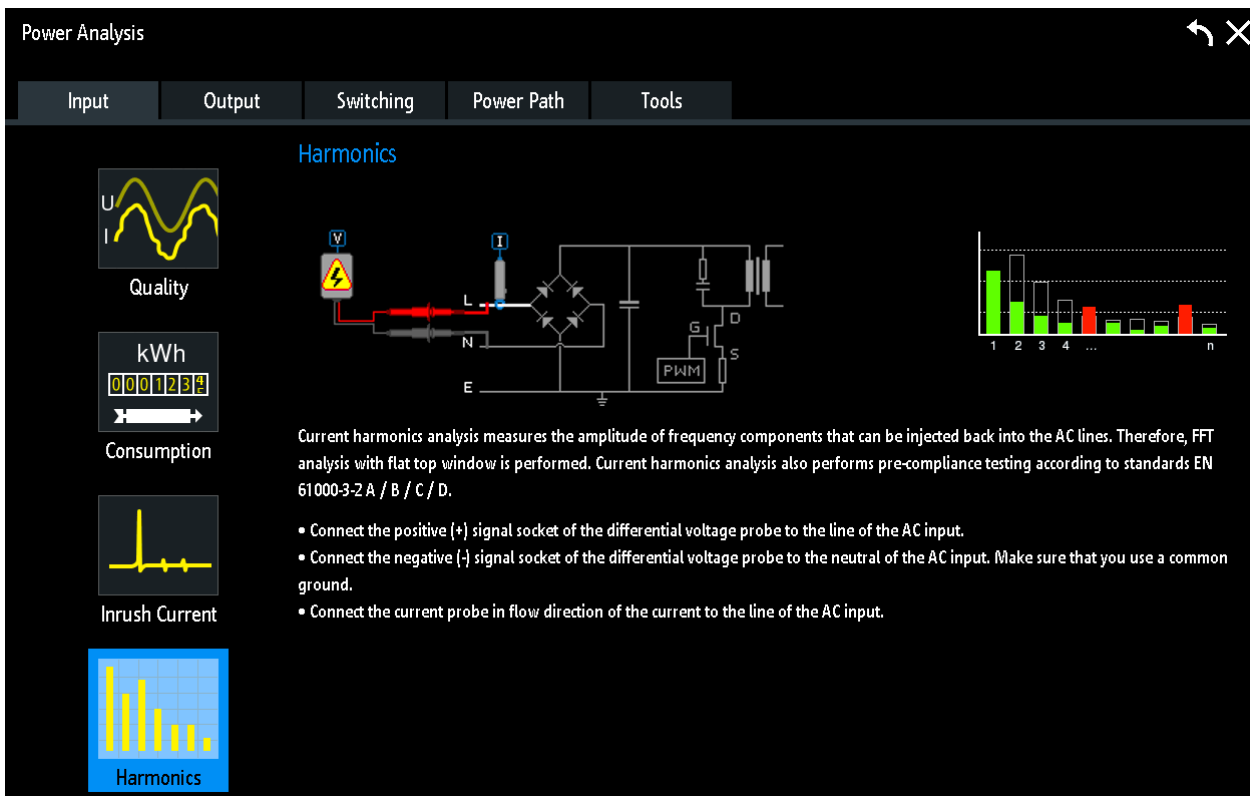 Power Analysis
Input
Output
Switching
Power Path
Tools
Harmonics
U
I
Quality
kWh
0001234
Consumption
Inrush Current
Harmonics
V
I
L
N
E
G
D
S
PWM
1 2 3 4 ... n
Current harmonics analysis measures the amplitude of frequency components that can be injected back into the AC lines. Therefore, FFT
analysis with flat top window is performed. Current harmonics analysis also performs pre-compliance testing according to standards EN
61000-3-2 A / B / C / D.
• Connect the positive (+) signal socket of the differential voltage probe to the line of the AC input.
• Connect the negative (-) signal socket of the differential voltage probe to the neutral of the AC input. Make sure that you use a common
ground.
• Connect the current probe in flow direction of the current to the line of the AC input.